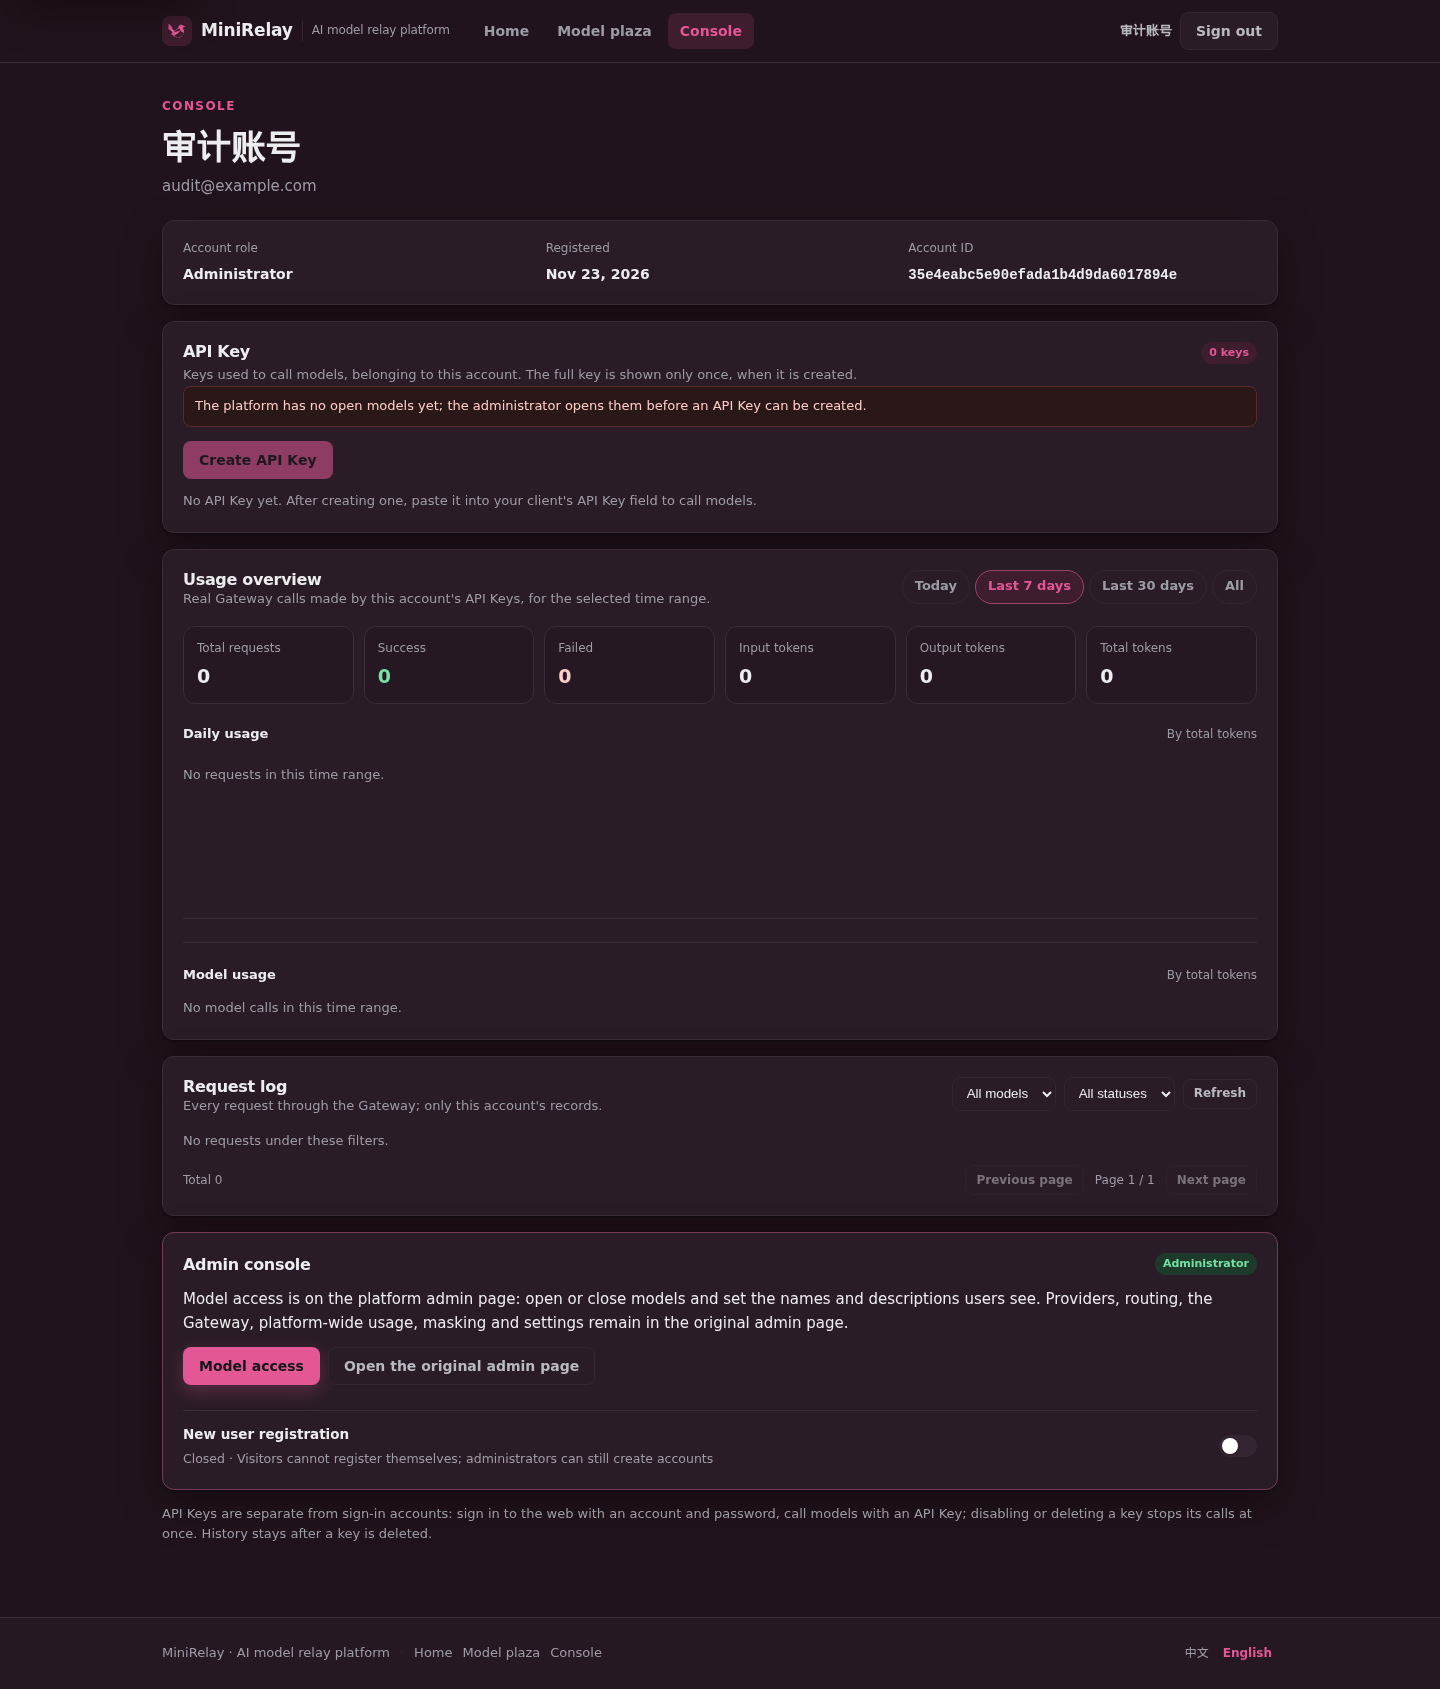 MiniRelay
AI model relay platform
Home
Model plaza
Console
审计账号
Sign out
CONSOLE
审计账号
audit@example.com
Account role
Administrator
Registered
Nov 23, 2026
Account ID
35e4eabc5e90efada1b4d9da6017894e
API Key
0 keys
Keys used to call models, belonging to this account. The full key is shown only once, when it is created.
The platform has no open models yet; the administrator opens them before an API Key can be created.
Create API Key
No API Key yet. After creating one, paste it into your client's API Key field to call models.
Usage overview
Real Gateway calls made by this account's API Keys, for the selected time range.
Today
Last 7 days
Last 30 days
All
Total requests
0
Success
0
Failed
0
Input tokens
0
Output tokens
0
Total tokens
0
Daily usage
By total tokens
No requests in this time range.
Model usage
By total tokens
No model calls in this time range.
Request log
Every request through the Gateway; only this account's records.
All models
All statuses
Refresh
No requests under these filters.
Total 0
Previous page
Page 1 / 1
Next page
Admin console
Administrator
Model access is on the platform admin page: open or close models and set the names and descriptions users see. Providers, routing, the
Gateway, platform-wide usage, masking and settings remain in the original admin page.
Model access
Open the original admin page
New user registration
Closed · Visitors cannot register themselves; administrators can still create accounts
API Keys are separate from sign-in accounts: sign in to the web with an account and password, call models with an API Key; disabling or deleting a key stops its calls at
once. History stays after a key is deleted.
MiniRelay · AI model relay platform
Home
Model plaza
Console
中文
English